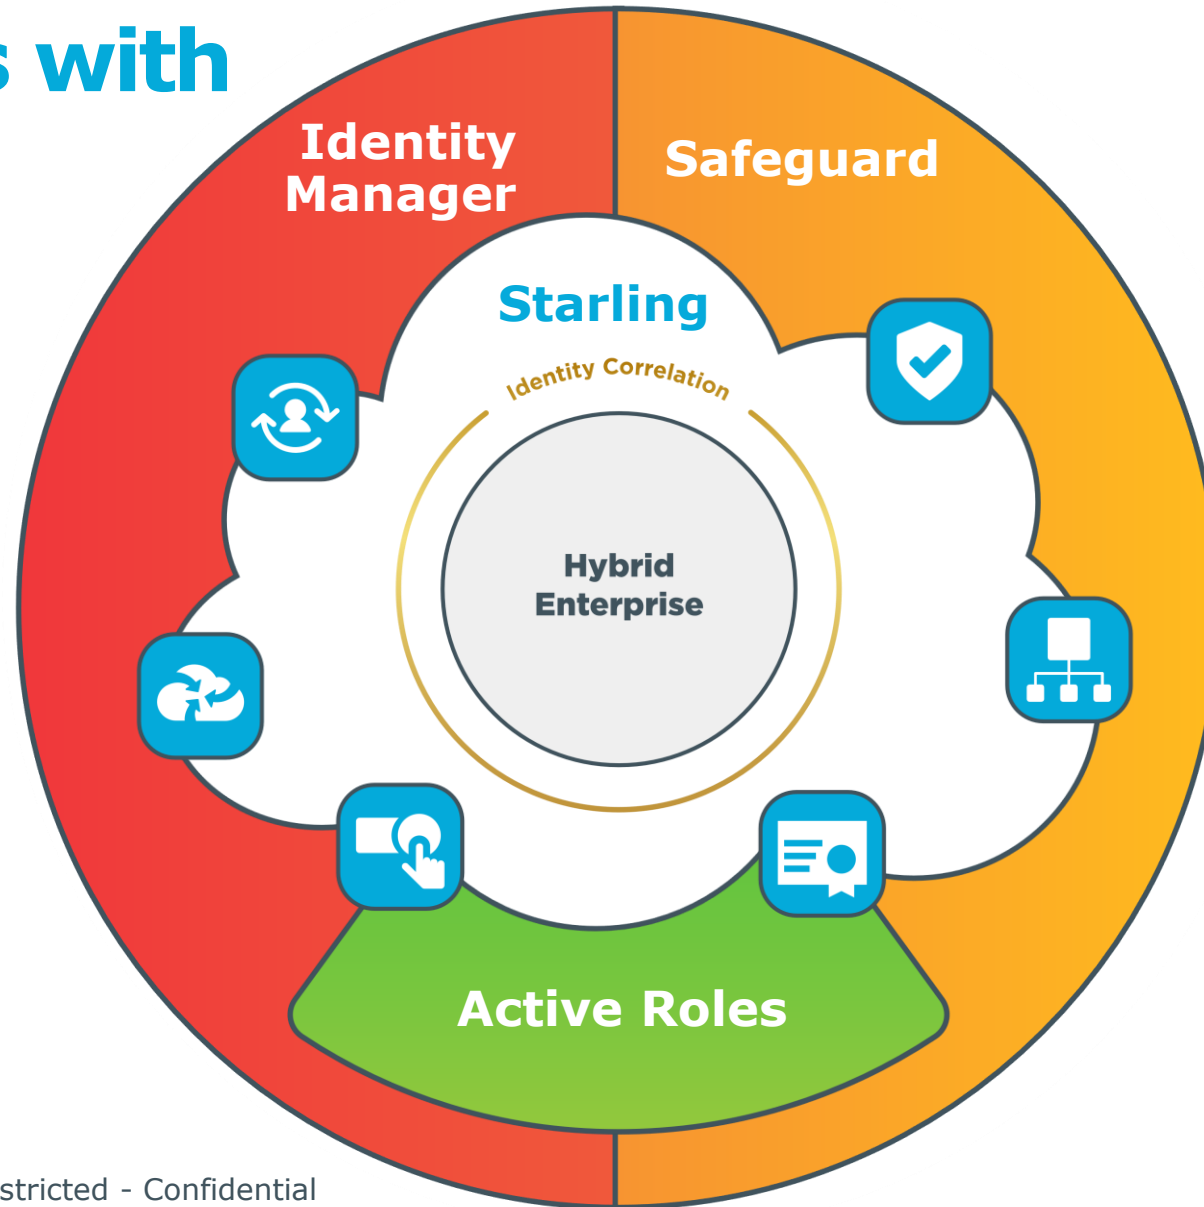 s with
Identity
Manager
Safeguard
Starling
Identity Correlation
Hybrid
Enterprise
Active Roles
stricted - Confidential